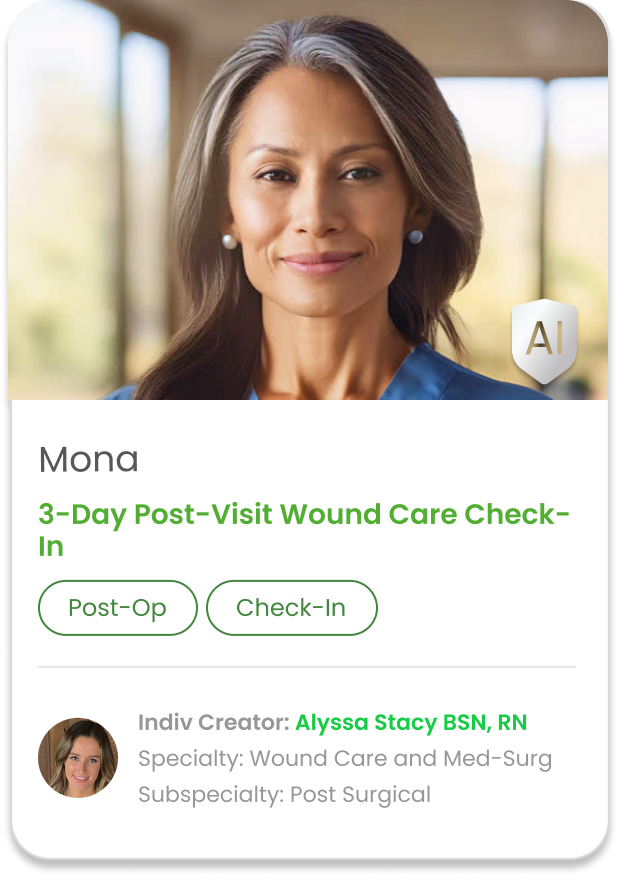 AI
Mona
3-Day Post-Visit Wound Care Check-
In
Post-Op Check-In
Indiv Creator: Alyssa Stacy BSN, RN
Specialty: Wound Care and Med-Surg
Subspecialty: Post Surgical